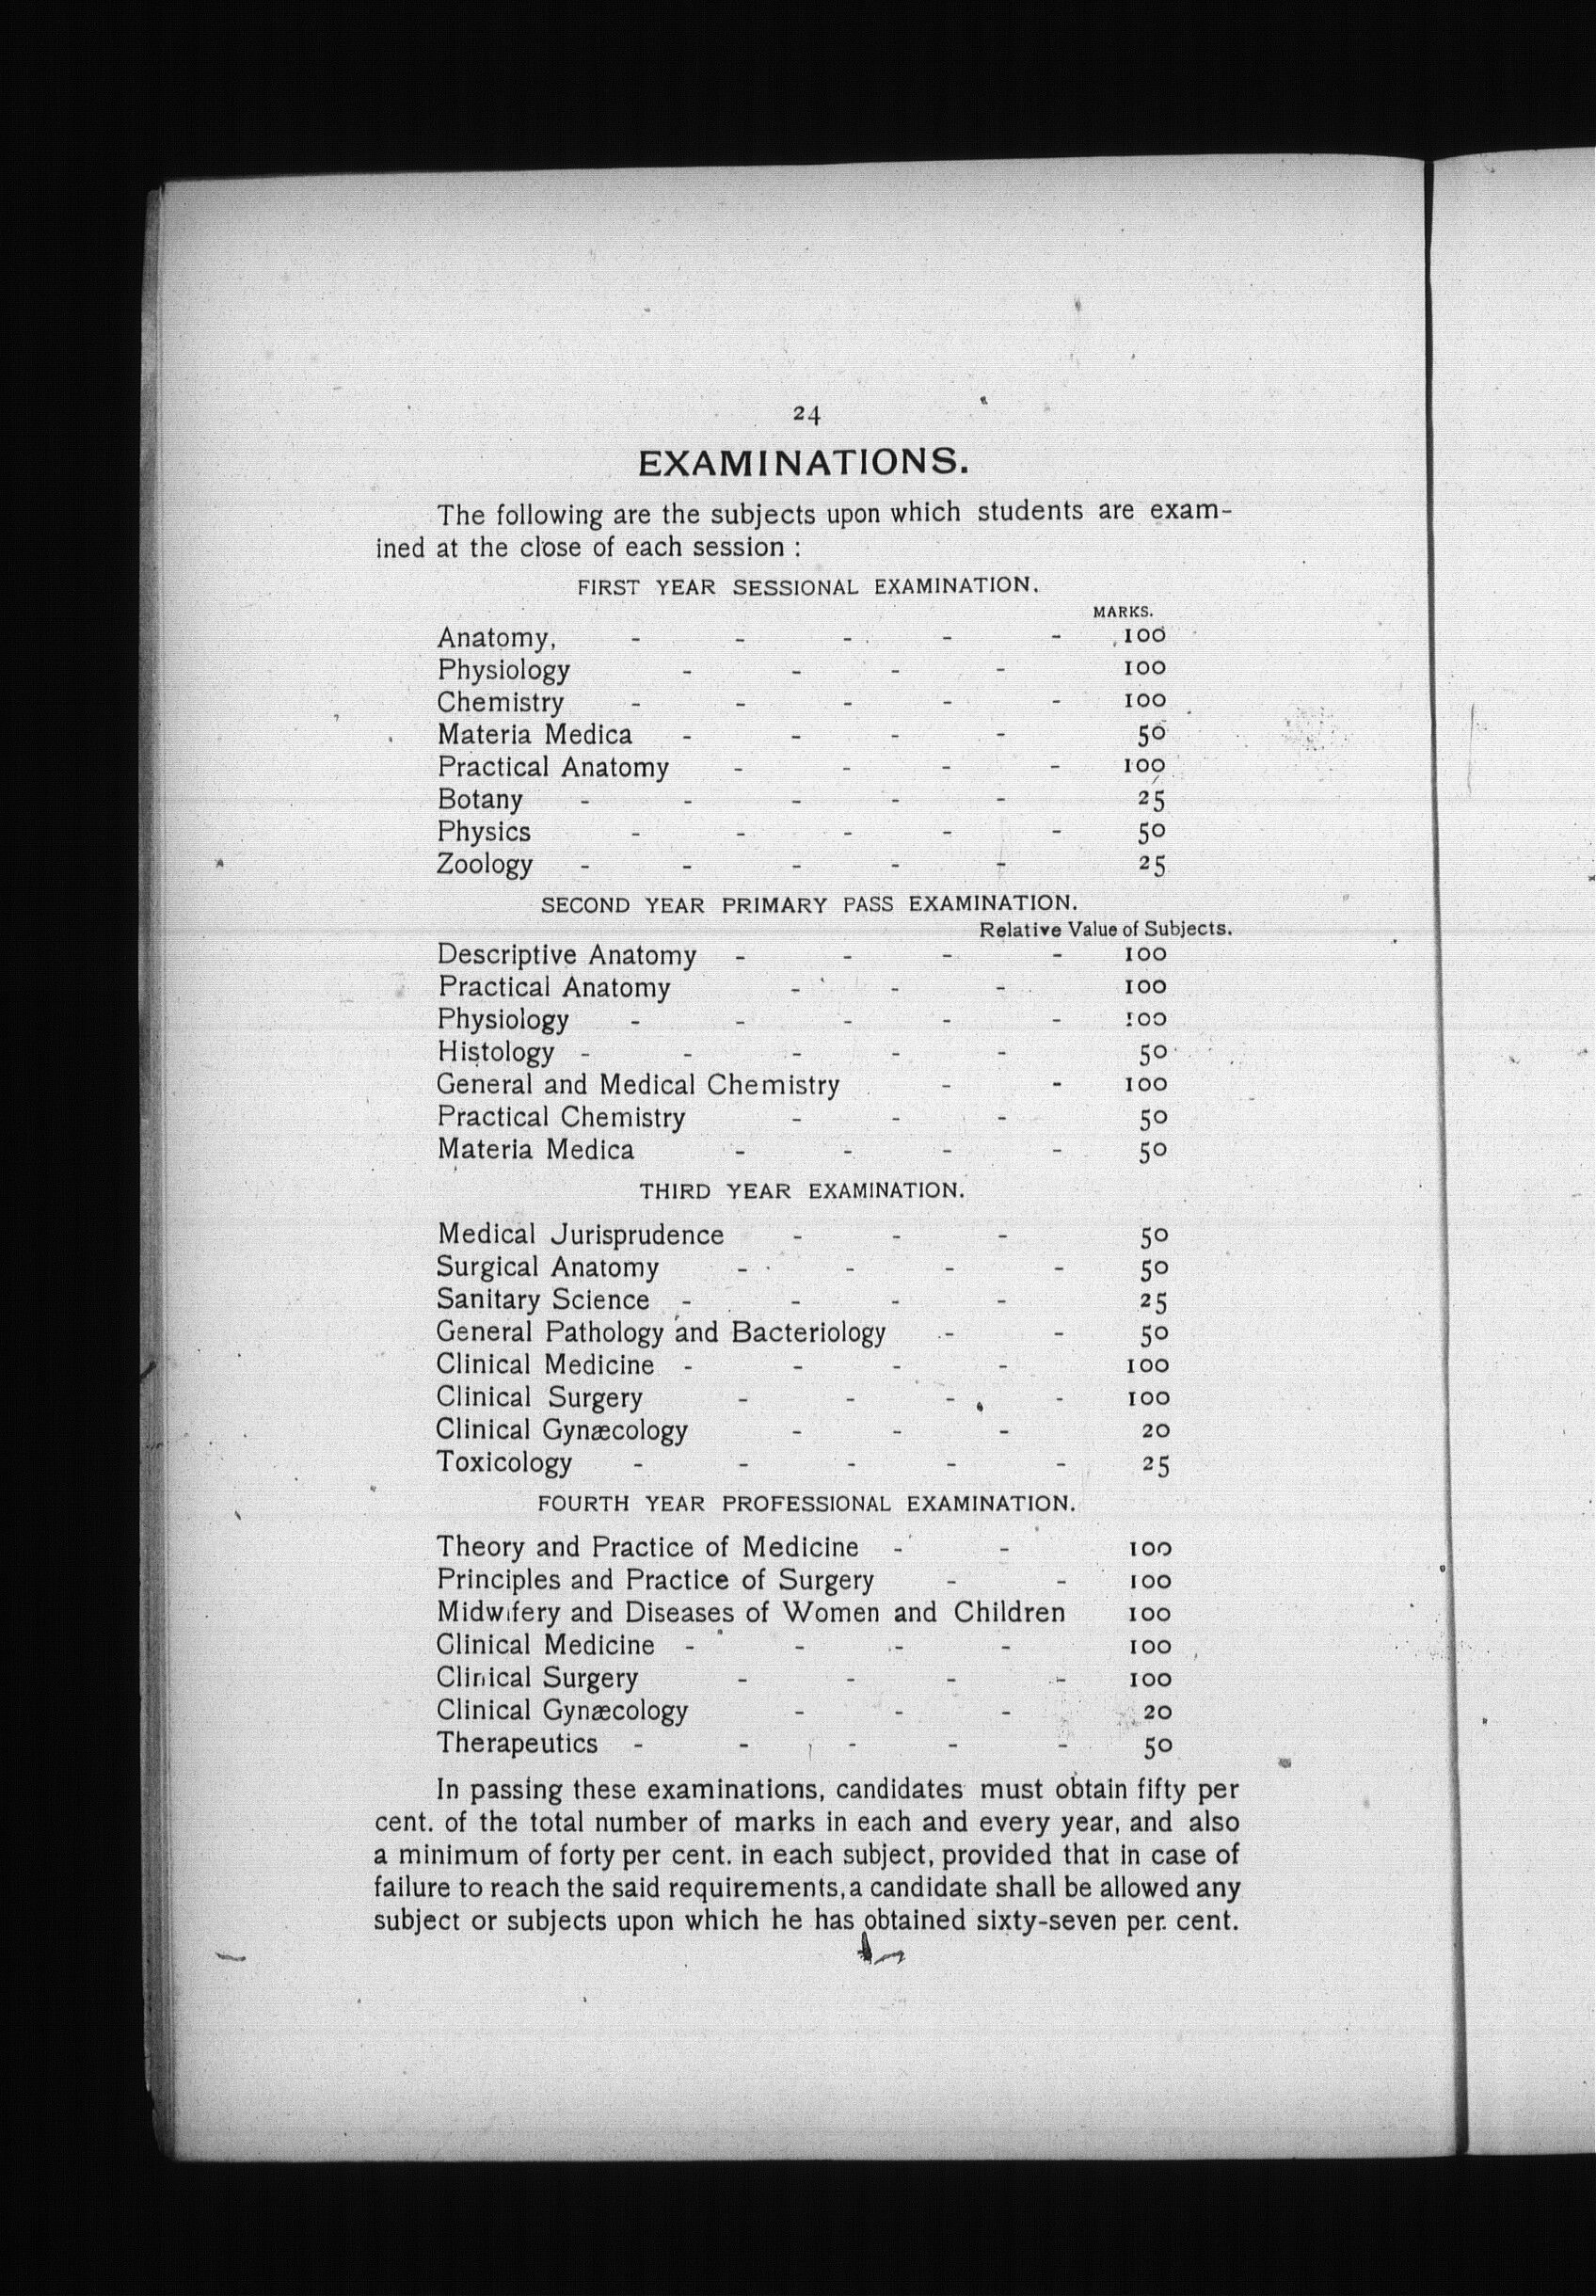 24
EXAMINATIONS.
The following are the subjects upon which students are exam-
ined at the close of each session :
FIRST YEAR SESSIONAL EXAMINATION.
MARKS.
Anatomy, - - - - - 100
Physiology - - - - 100
Chemistry - - - - - 100
Materia Medica - - - - 50
Practical Anatomy - - - - 100
Botany - - - - - 25
Physics - - - - - 50
Zoology - - - - - 25
SECOND YEAR PRIMARY PASS EXAMINATION.
Relative Value of Subjects.
Descriptive Anatomy - - - - 100
Practical Anatomy - - - 100
Physiology - - - - - 100
Histology - - - - - 50
General and Medical Chemistry - - 100
Practical Chemistry - - - 50
Materia Medica - - - - 50
THIRD YEAR EXAMINATION.
Medical Jurisprudence - - - 50
Surgical Anatomy - - - - 50
Sanitary Science - - - - 25
General Pathology and Bacteriology - - 50
Clinical Medicine - - - - 100
Clinical Surgery - - - - 100
Clinical Gynæcology - - - 20
Toxicology - - - - - 25
FOURTH YEAR PROFESSIONAL EXAMINATION.
Theory and Practice of Medicine - - 100
Principles and Practice of Surgery - - 100
Midwifery and Diseases of Women and Children 100
Clinical Medicine - - - - 100
Clinical Surgery - - - - 100
Clinical Gynæcology - - - 20
Therapeutics - - - - - 50
In passing these examinations, candidates must obtain fifty per
cent. of the total number of marks in each and every year, and also
a minimum of forty per cent. in each subject, provided that in case of
failure to reach the said requirements, a candidate shall be allowed any
subject or subjects upon which he has obtained sixty-seven per cent.